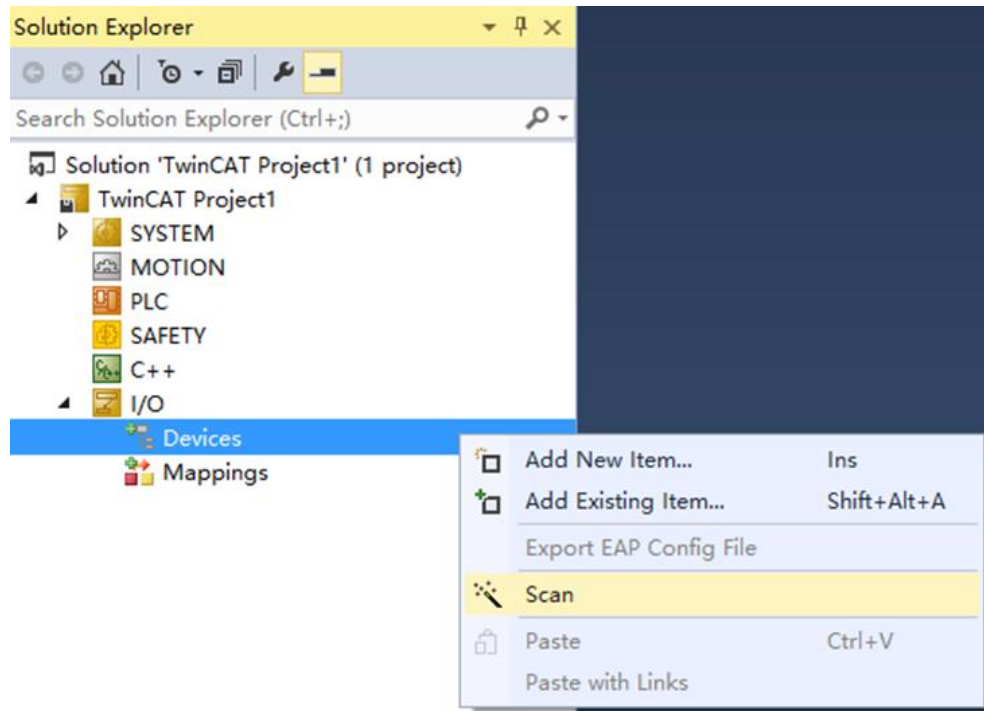 Solution Explorer
Search Solution Explorer (Ctrl+;)
Solution 'TwinCAT Project1' (1 project)
TwinCAT Project1
SYSTEM
MOTION
PLC
SAFETY
C++
I/O
Devices
Mappings
Add New Item... Ins
Add Existing Item... Shift+Alt+A
Export EAP Config File
Scan
Paste Ctrl+V
Paste with Links